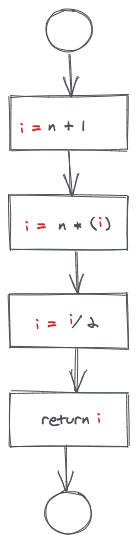 i = n + 1
i = n * (i)
i = i/2
return i